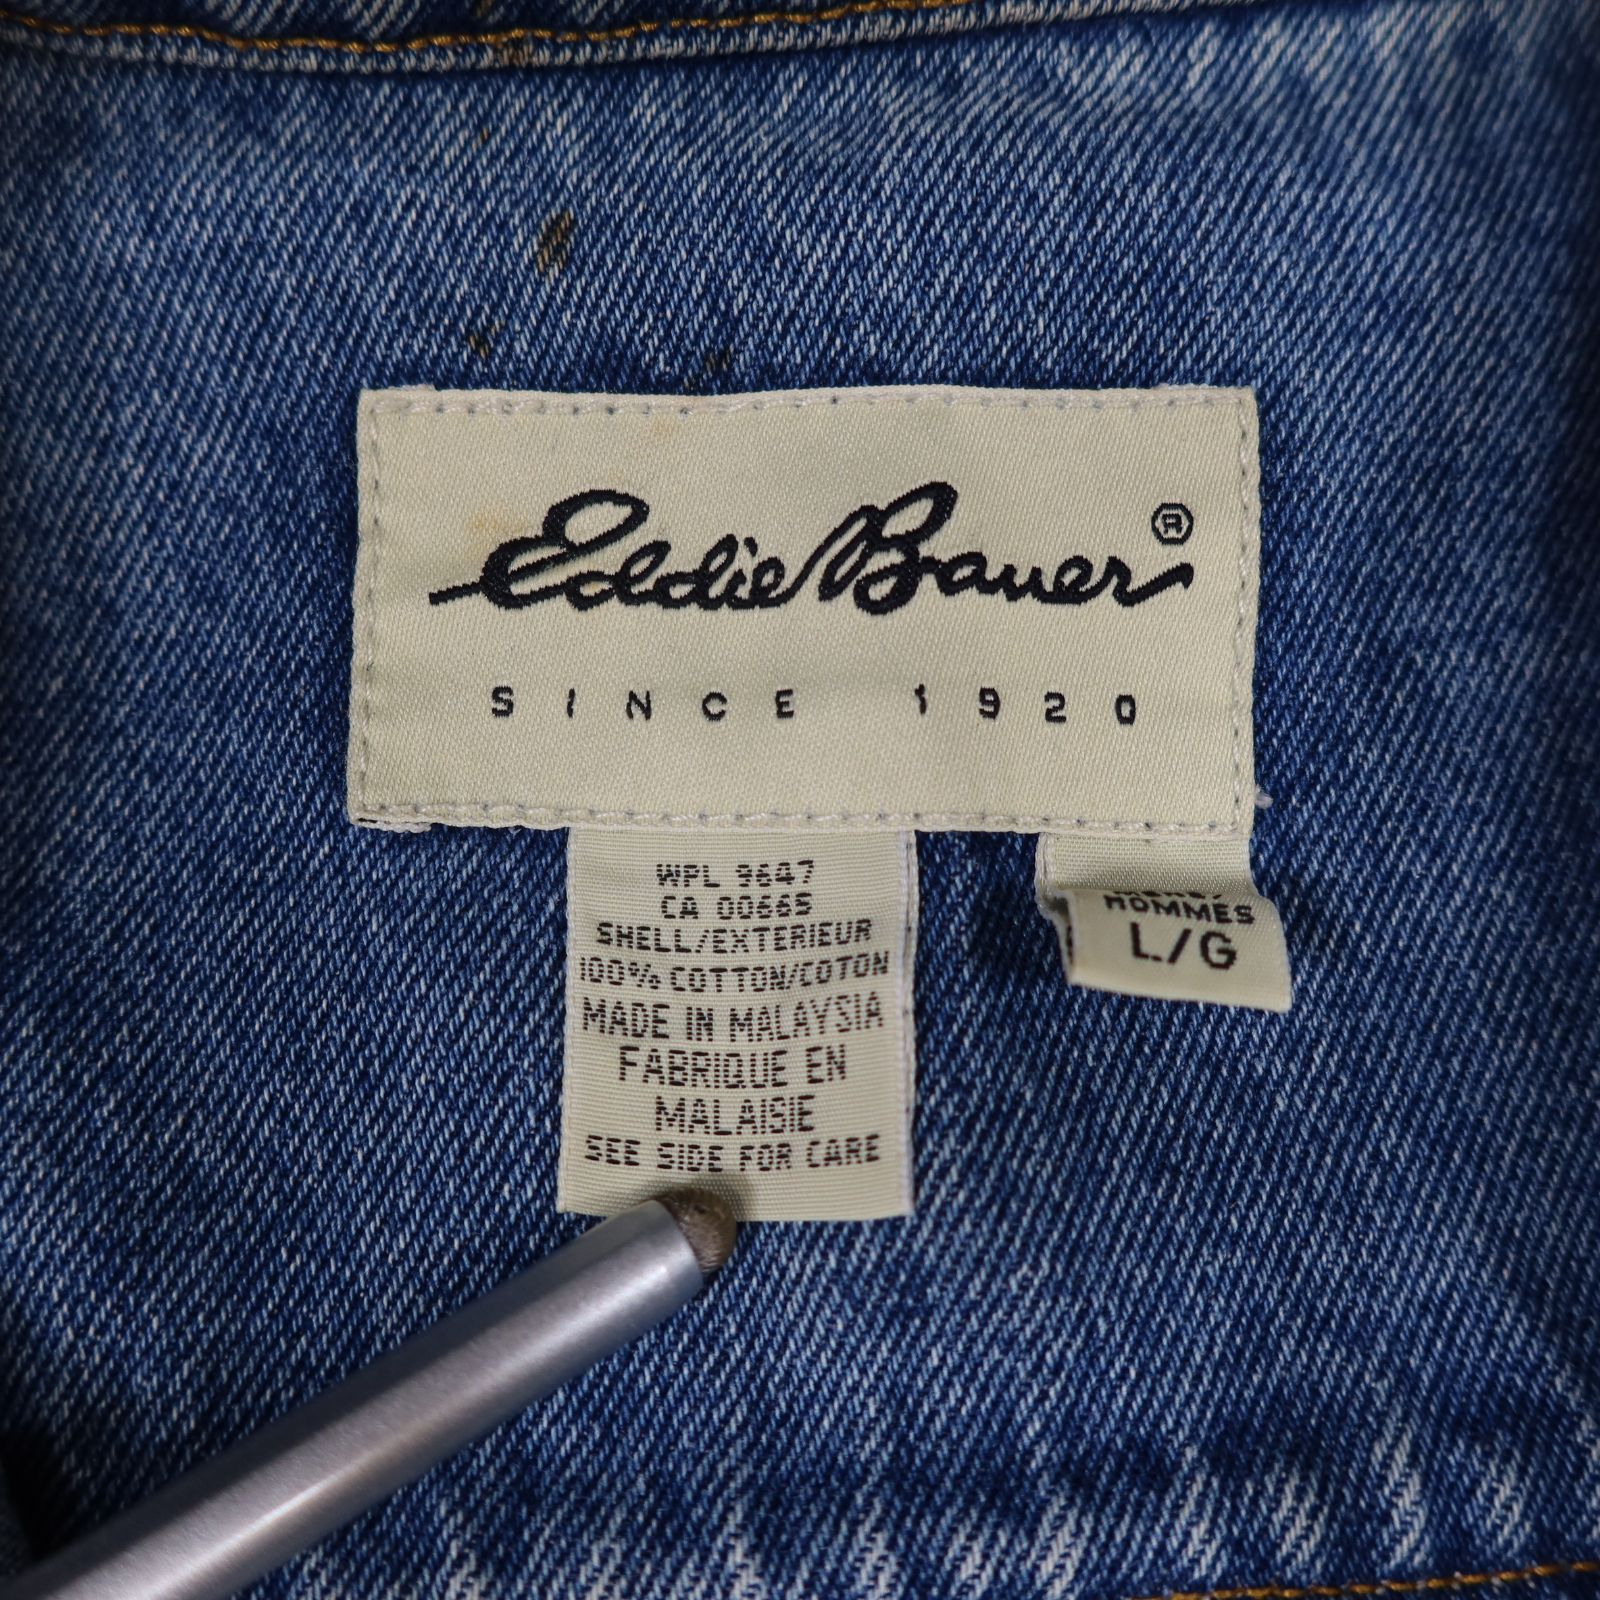 Eddie Bauer ®
SINCE 1920
WPL 9647
CA 00665
SHELL/EXTERIEUR
100% COTTON/COTON
MADE IN MALAYSIA
FABRIQUE EN
MALAISIE
SEE SIDE FOR CARE
HOMMES
L/G